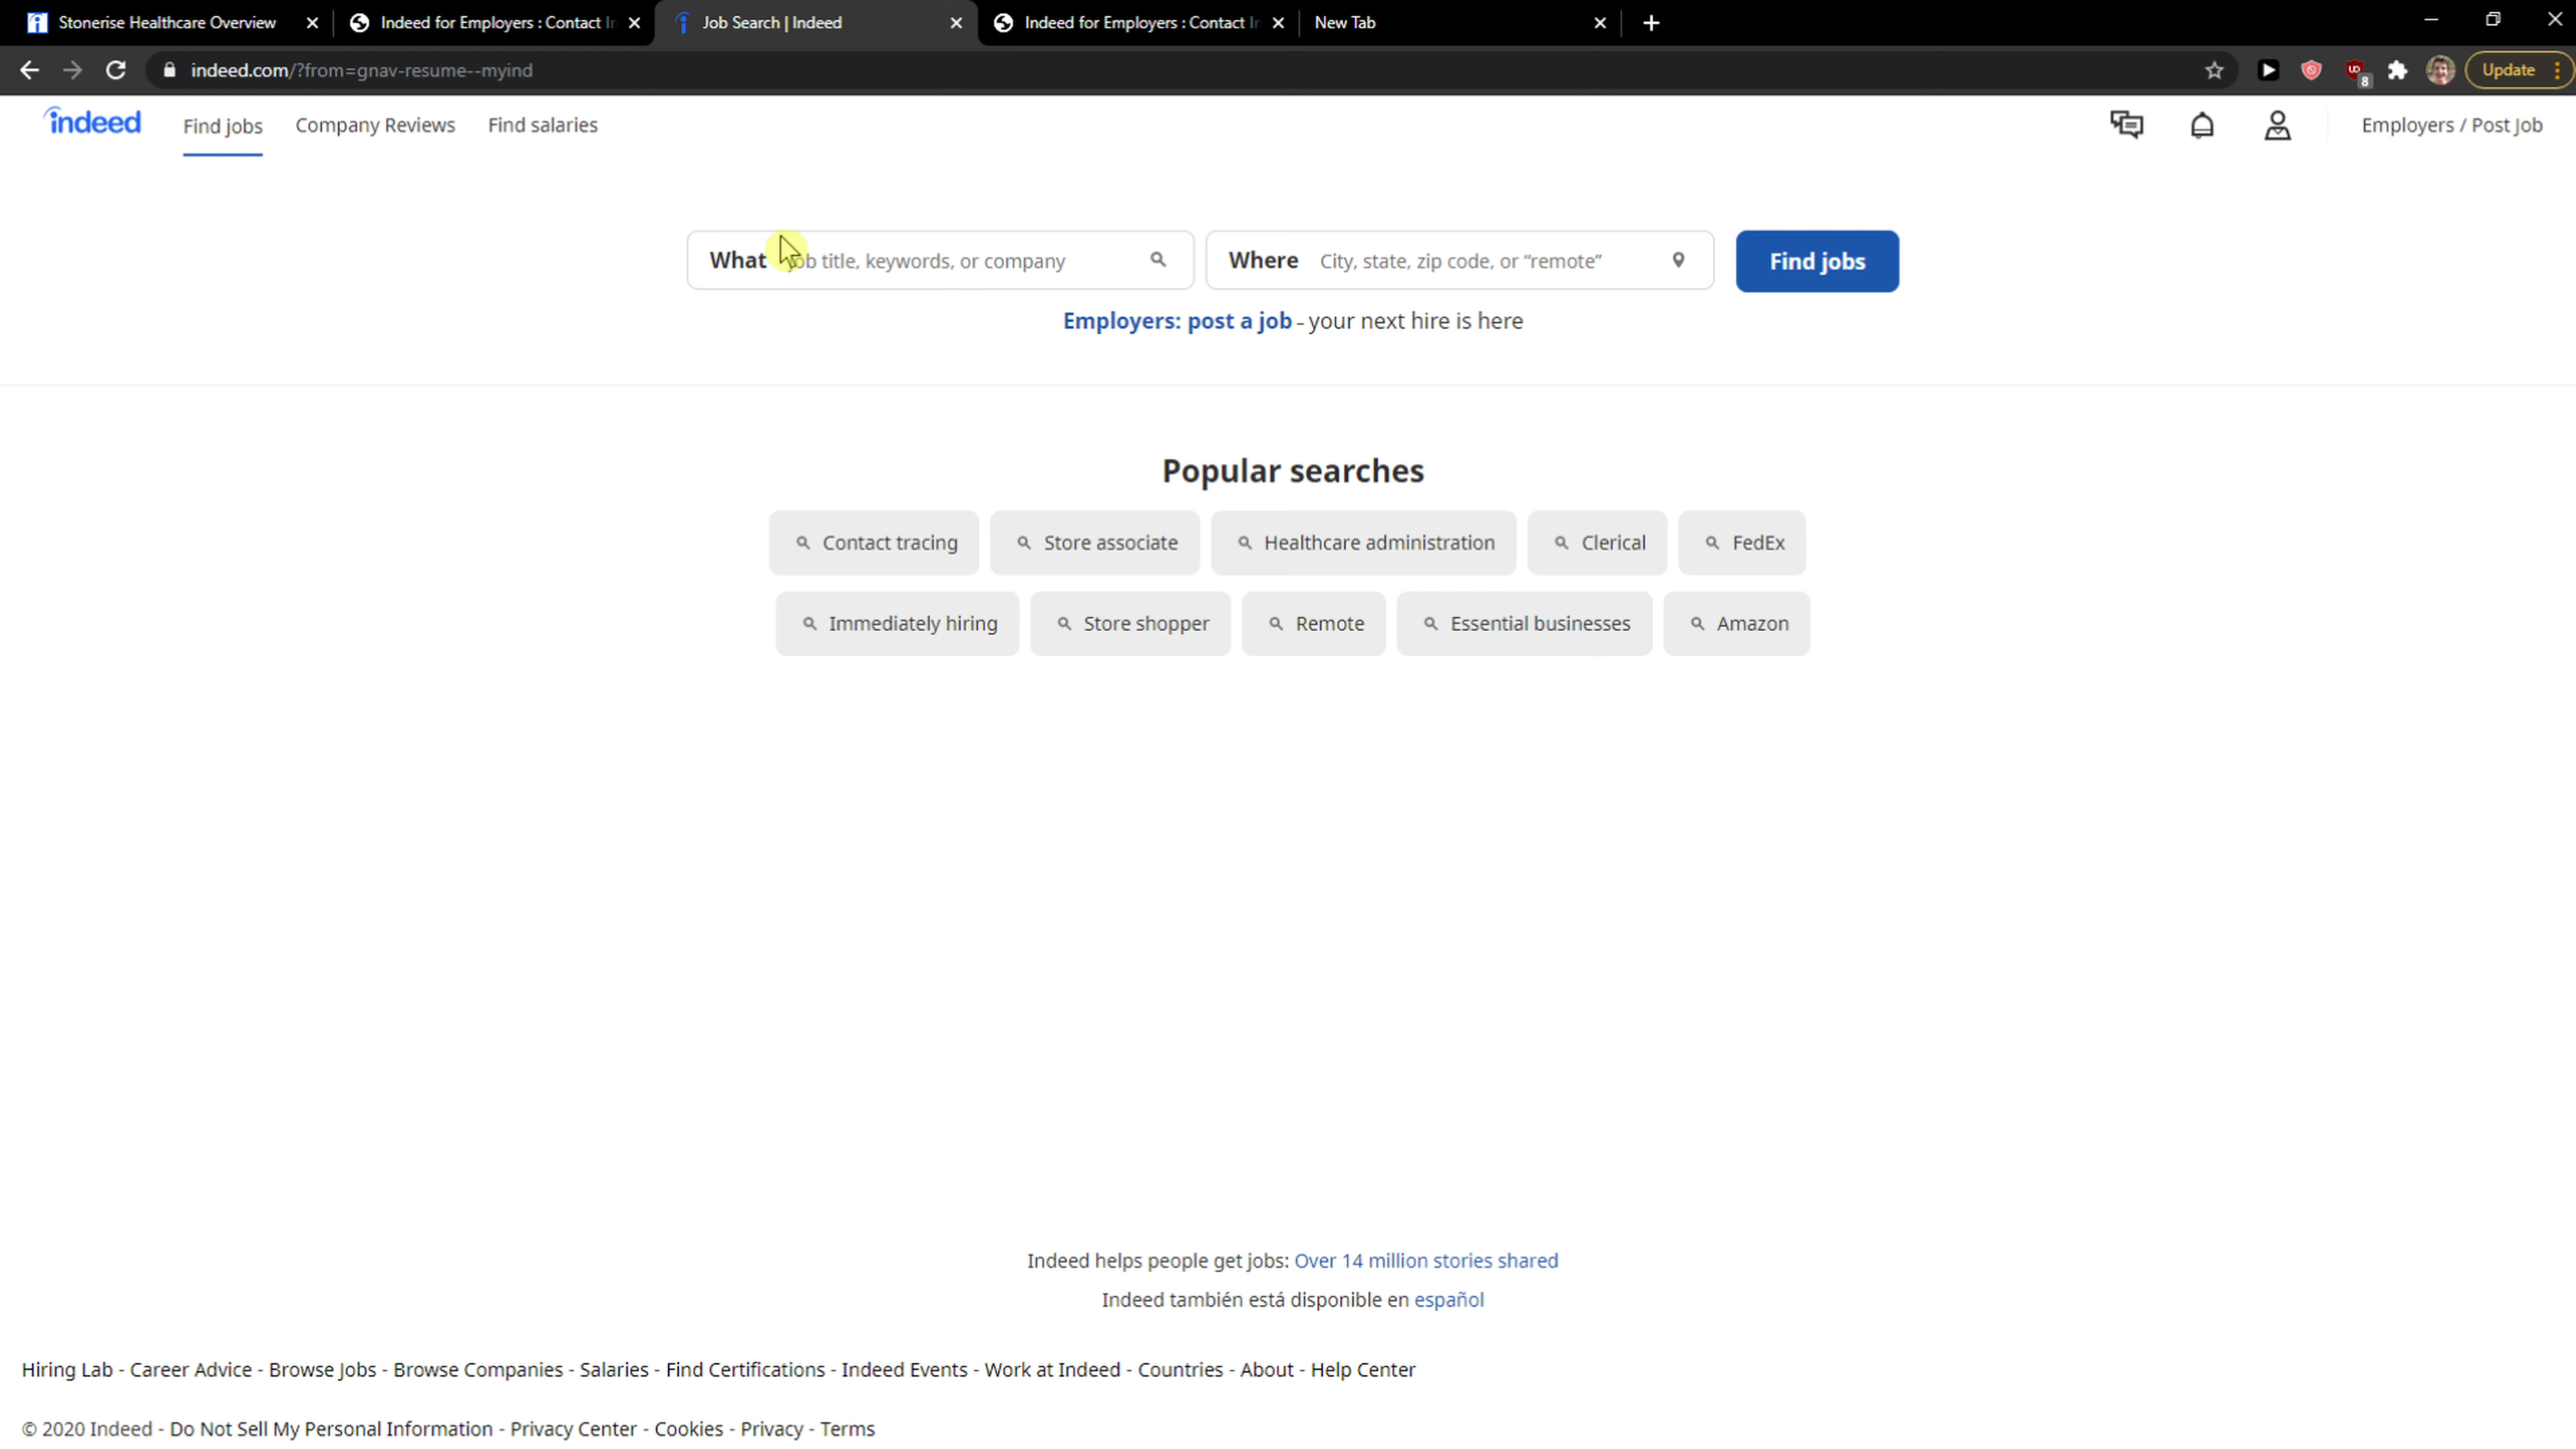 Stonerise Healthcare Overview
Indeed for Employers : Contact In
Job Search | Indeed
Indeed for Employers : Contact In
New Tab
indeed.com/?from=gnav-resume--myind
8
Update
indeed
Find jobs
Company Reviews
Find salaries
Employers / Post Job
What job title, keywords, or company
Where City, state, zip code, or “remote”
Find jobs
Employers: post a job - your next hire is here
Popular searches
Contact tracing
Store associate
Healthcare administration
Clerical
FedEx
Immediately hiring
Store shopper
Remote
Essential businesses
Amazon
Indeed helps people get jobs: Over 14 million stories shared
Indeed también está disponible en español
Hiring Lab - Career Advice - Browse Jobs - Browse Companies - Salaries - Find Certifications - Indeed Events - Work at Indeed - Countries - About - Help Center
© 2020 Indeed - Do Not Sell My Personal Information - Privacy Center - Cookies - Privacy - Terms